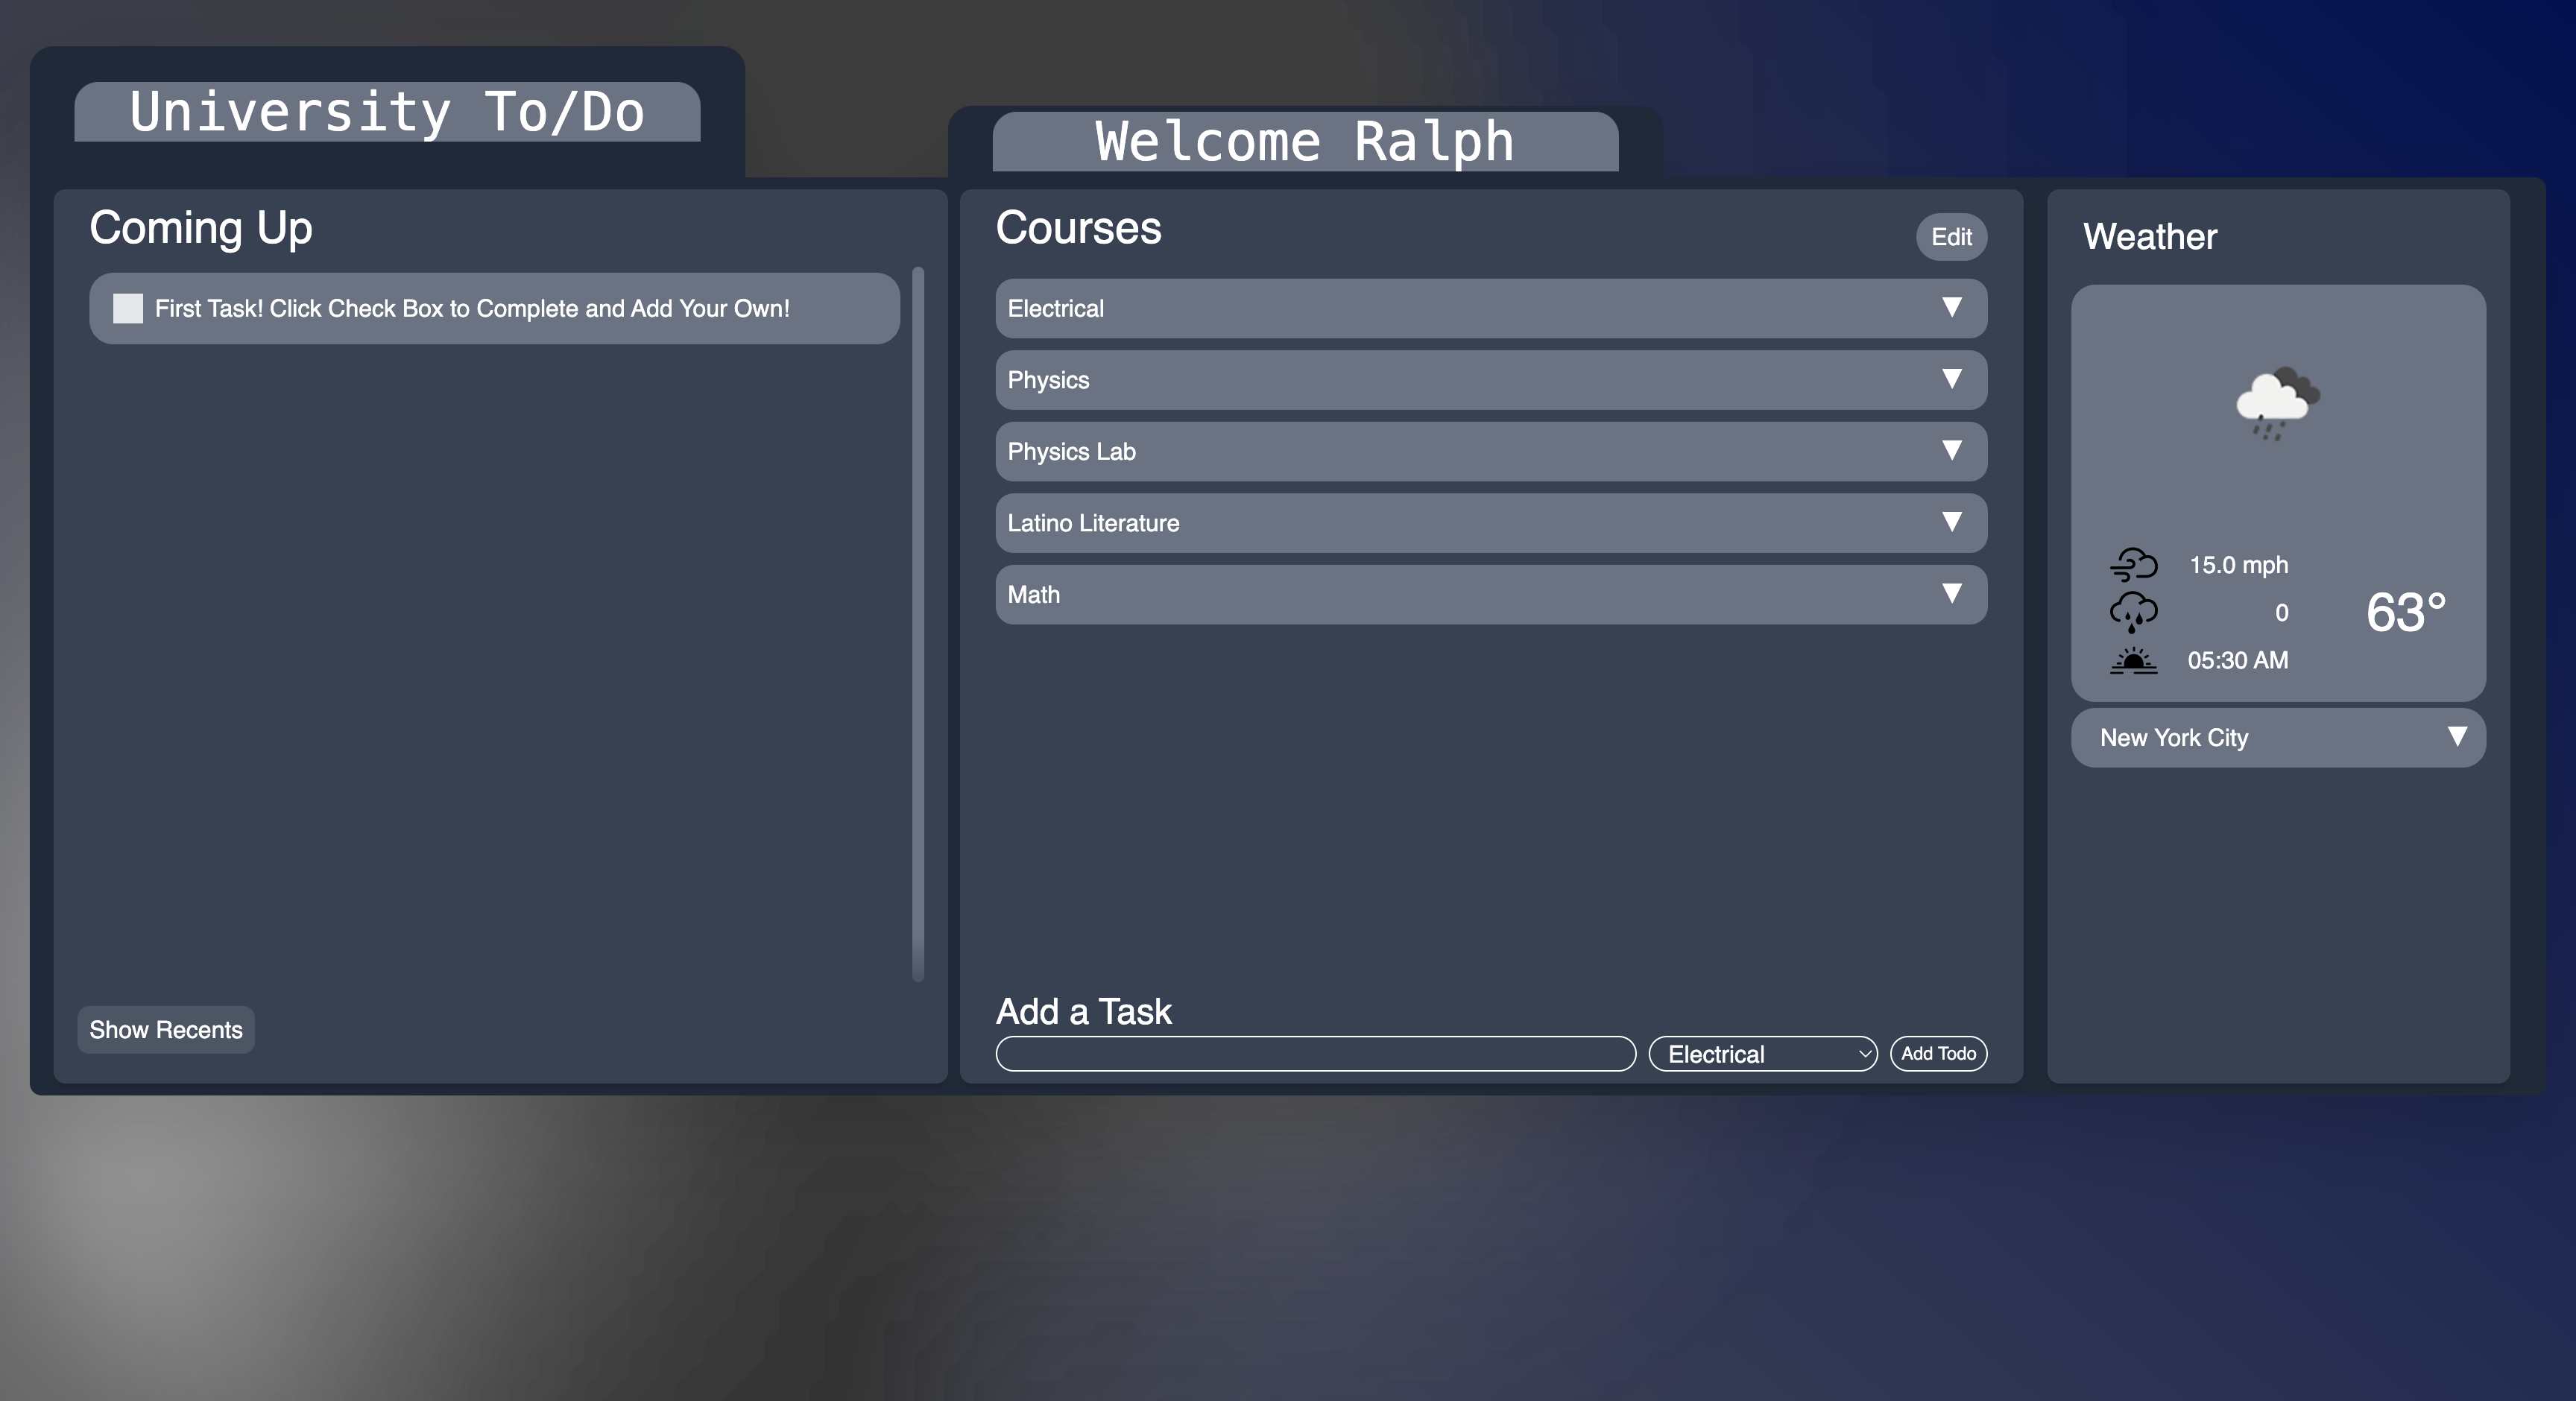 University To/Do
Welcome Ralph
Coming Up
First Task! Click Check Box to Complete and Add Your Own!
Show Recents
Courses
Edit
Electrical
Physics
Physics Lab
Latino Literature
Math
Add a Task
Electrical
Add Todo
Weather
15.0 mph
0
63°
05:30 AM
New York City